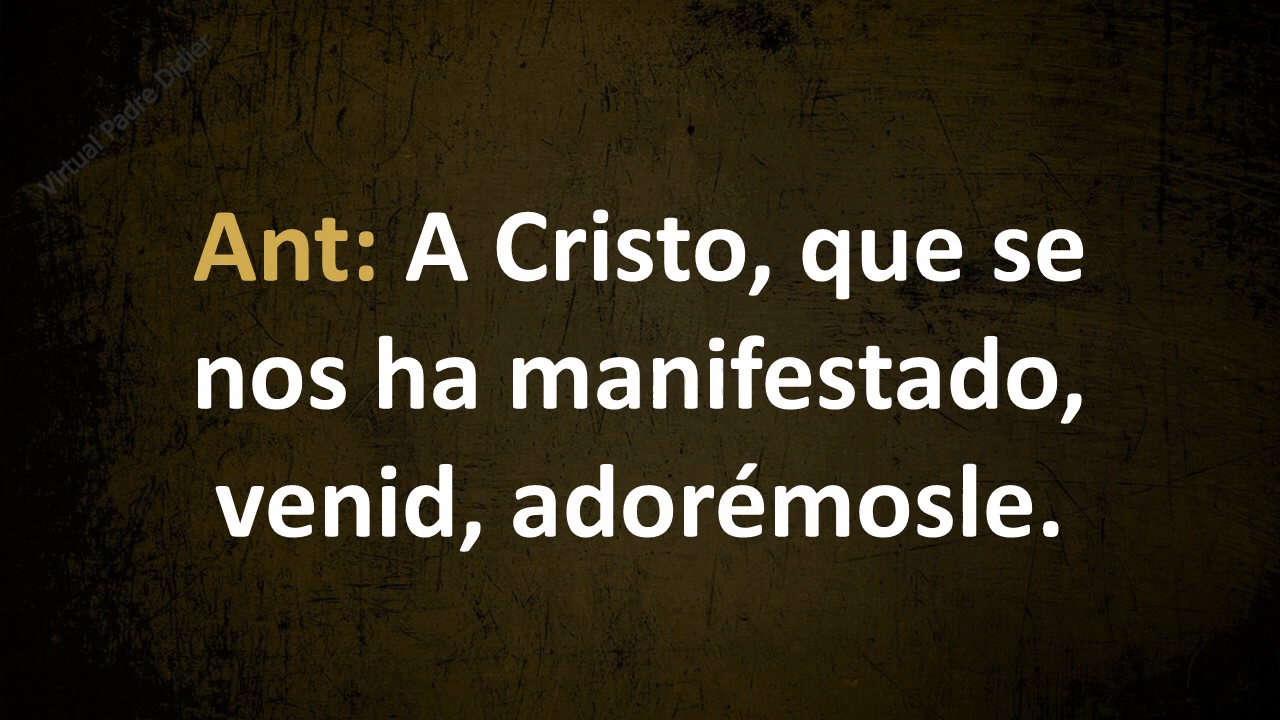 Virtual Padre Didier
Ant: A Cristo, que se
nos ha manifestado,
venid, adorémosle.